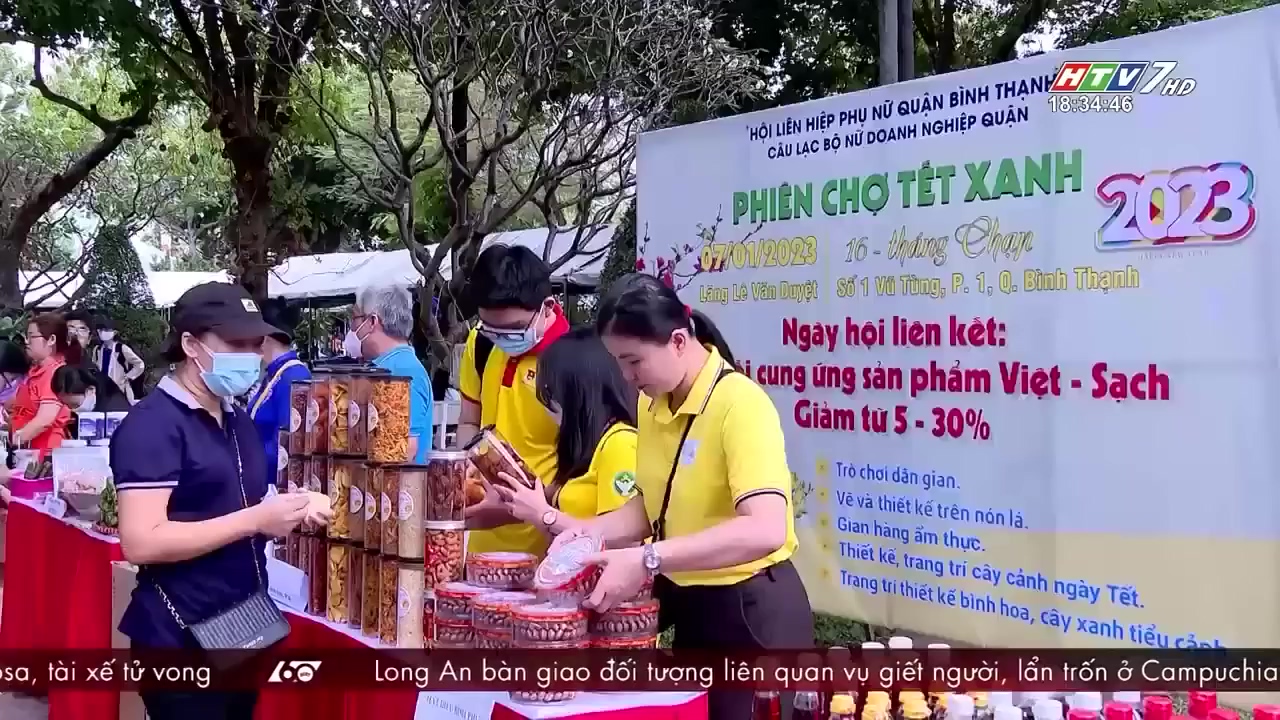 HTV7 HD
18:34:46
HỘI LIÊN HIỆP PHỤ NỮ QUẬN BÌNH THẠNH
CÂU LẠC BỘ NỮ DOANH NGHIỆP QUẬN
PHIÊN CHỢ TẾT XANH
2023
07/01/2023
16 - tháng Chạp
Lăng Lê Văn Duyệt
Số 1 Vũ Tùng, P. 1, Q. Bình Thạnh
Ngày hội liên kết:
cung ứng sản phẩm Việt - Sạch
Giảm từ 5 - 30%
Trò chơi dân gian.
Vẽ và thiết kế trên nón lá.
Gian hàng ẩm thực.
Thiết kế, trang trí cây cảnh ngày Tết.
Trang trí thiết kế bình hoa, cây xanh tiểu cảnh
osa, tài xế tử vong
60 giây
Long An bàn giao đối tượng liên quan vụ giết người, lẩn trốn ở Campuchia